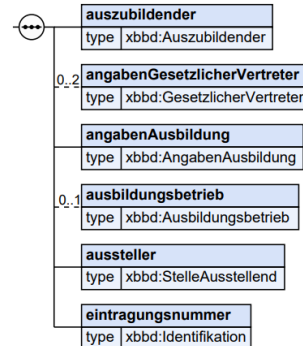 auszubildender
type xbbd:Auszubildender
0..2
angabenGesetzlicherVertreter
type xbbd:GesetzlicherVertreter
angabenAusbildung
type xbbd:AngabenAusbildung
0..1
ausbildungsbetrieb
type xbbd:Ausbildungsbetrieb
aussteller
type xbbd:StelleAusstellend
eintragungsnummer
type xbbd:Identifikation